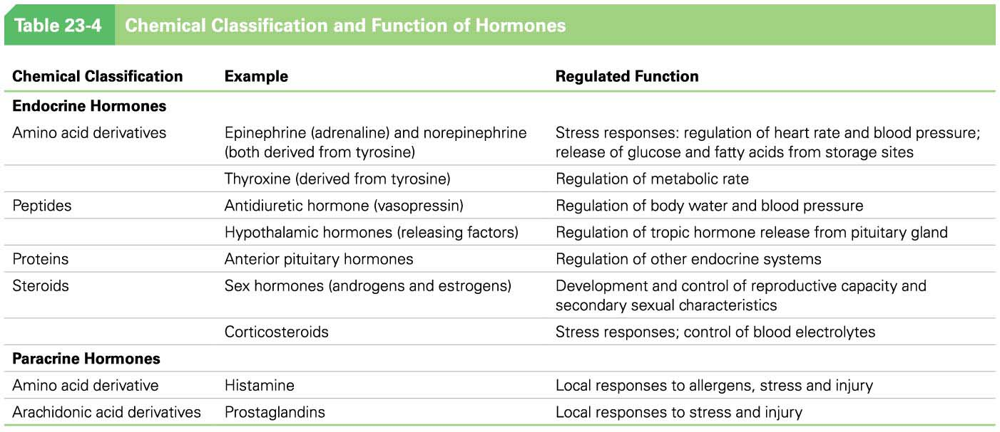 Table 23-4 Chemical Classification and Function of Hormones
Chemical Classification Example Regulated Function
Endocrine Hormones
Amino acid derivatives Epinephrine (adrenaline) and norepinephrine Stress responses: regulation of heart rate and blood pressure;
(both derived from tyrosine) release of glucose and fatty acids from storage sites
Thyroxine (derived from tyrosine) Regulation of metabolic rate
Peptides Antidiuretic hormone (vasopressin) Regulation of body water and blood pressure
Hypothalamic hormones (releasing factors) Regulation of tropic hormone release from pituitary gland
Proteins Anterior pituitary hormones Regulation of other endocrine systems
Steroids Sex hormones (androgens and estrogens) Development and control of reproductive capacity and
secondary sexual characteristics
Corticosteroids Stress responses; control of blood electrolytes
Paracrine Hormones
Amino acid derivative Histamine Local responses to allergens, stress and injury
Arachidonic acid derivatives Prostaglandins Local responses to stress and injury